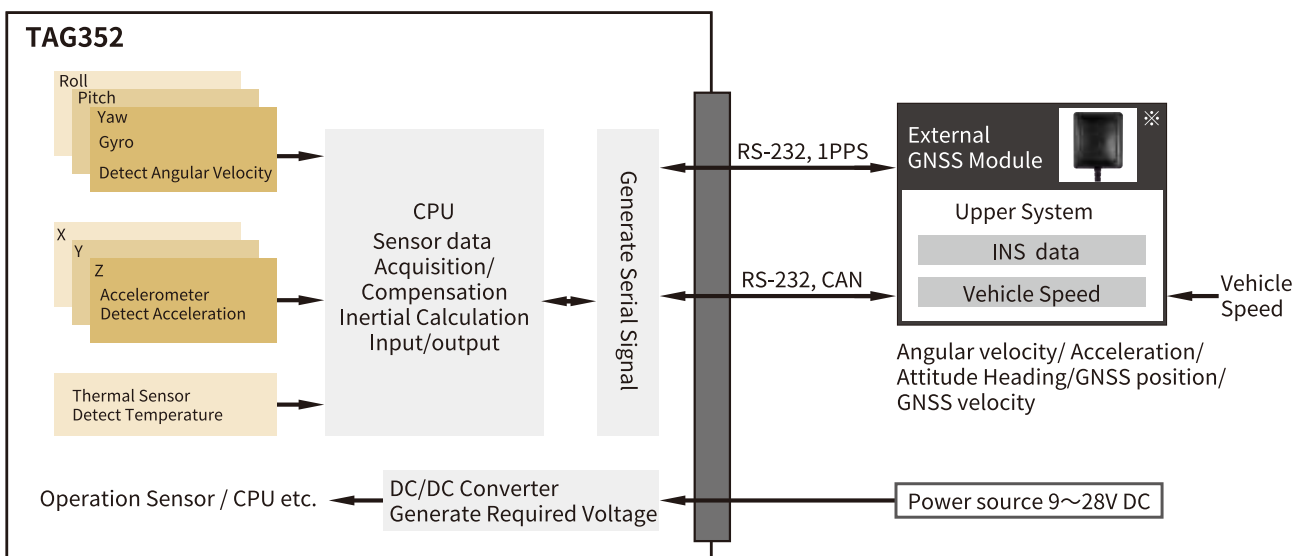 TAG352
Roll
Pitch
Yaw
Gyro
Detect Angular Velocity
X
Y
Z
Accelerometer
Detect Acceleration
Thermal Sensor
Detect Temperature
CPU
Sensor data
Acquisition/
Compensation
Inertial Calculation
Input/output
Generate Serial Signal
RS-232, 1PPS
RS-232, CAN
External
GNSS Module
※
Upper System
INS data
Vehicle Speed
Vehicle
Speed
Angular velocity/ Acceleration/
Attitude Heading/GNSS position/
GNSS velocity
Operation Sensor / CPU etc.
DC/DC Converter
Generate Required Voltage
Power source 9～28V DC